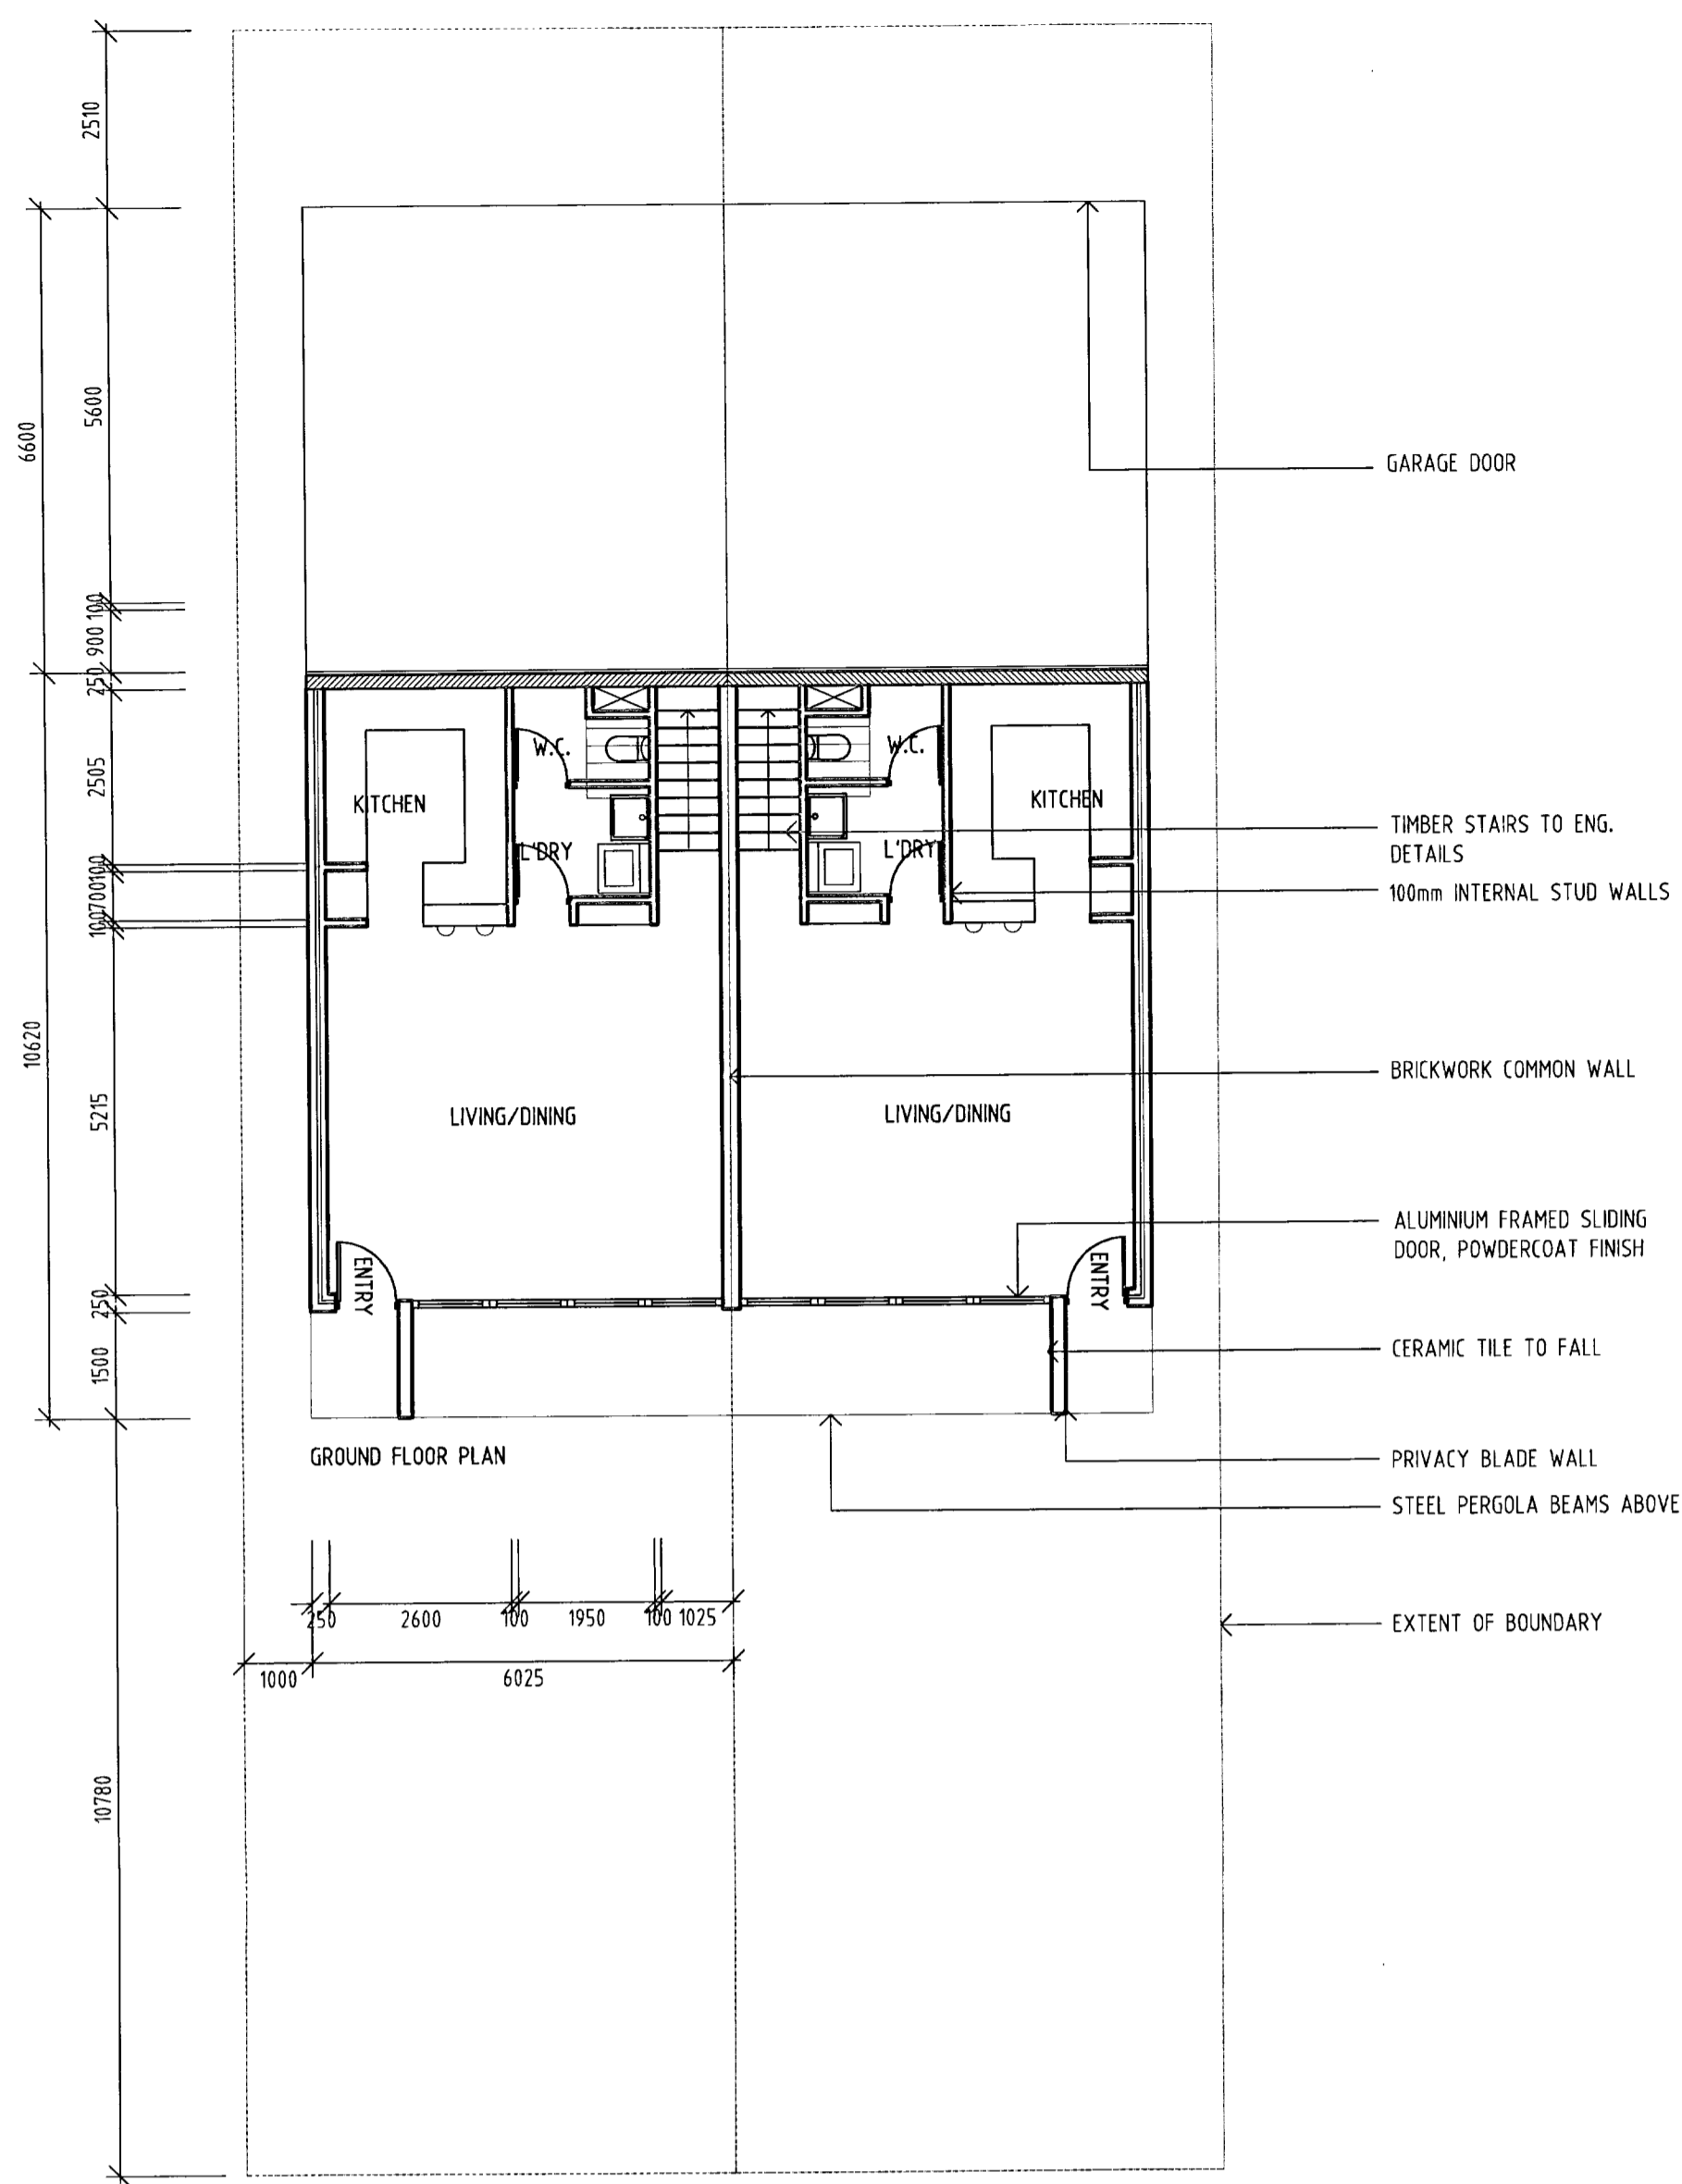 2510
6600
5600
100
900
250
2505
100
700
100
10620
5215
250
1500
10780
GARAGE DOOR
W.C.
W.C.
KITCHEN
KITCHEN
L'DRY
L'DRY
TIMBER STAIRS TO ENG.
DETAILS
100mm INTERNAL STUD WALLS
BRICKWORK COMMON WALL
LIVING/DINING
LIVING/DINING
ALUMINIUM FRAMED SLIDING
DOOR, POWDERCOAT FINISH
ENTRY
ENTRY
CERAMIC TILE TO FALL
GROUND FLOOR PLAN
PRIVACY BLADE WALL
STEEL PERGOLA BEAMS ABOVE
250 2600 100 1950 100 1025
EXTENT OF BOUNDARY
1000 6025